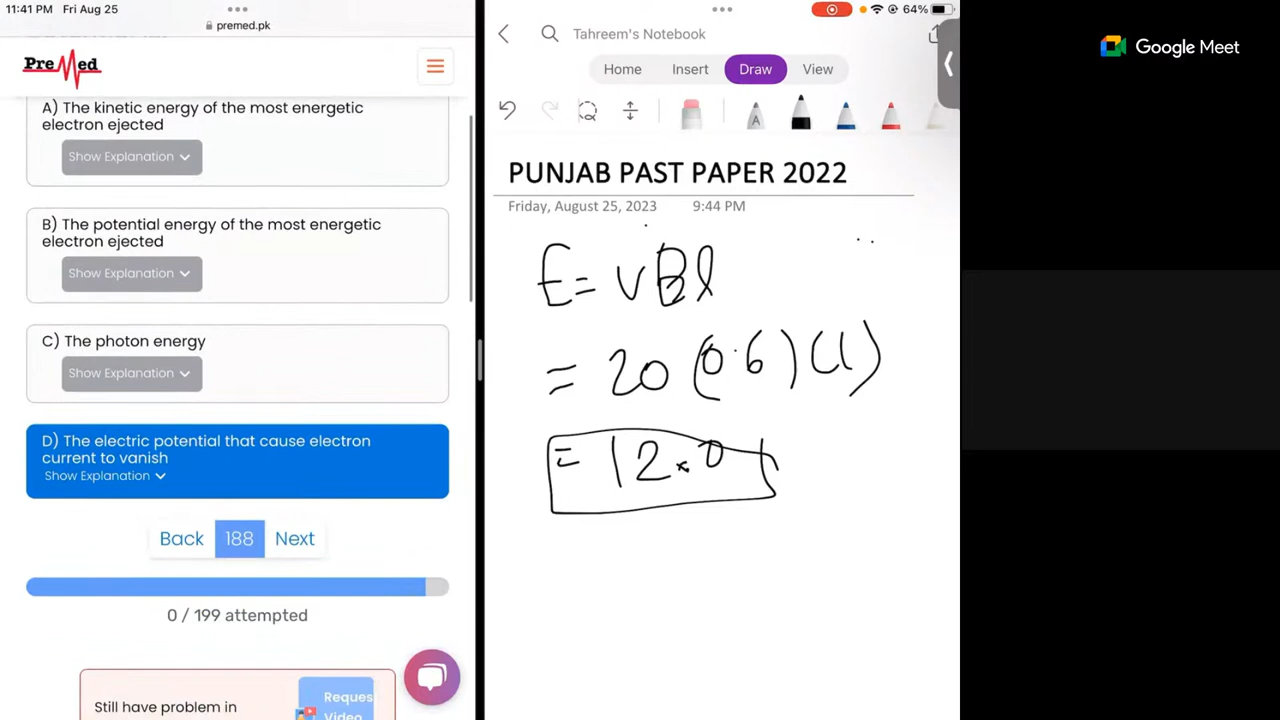 11:41 PM Fri Aug 25
premed.pk
PreMed
A) The kinetic energy of the most energetic
electron ejected
Show Explanation
B) The potential energy of the most energetic
electron ejected
Show Explanation
C) The photon energy
Show Explanation
D) The electric potential that cause electron
current to vanish
Show Explanation
Back 188 Next
0 / 199 attempted
Still have problem in
Reques
Video
64%
Tahreem's Notebook
Home Insert Draw View
A
PUNJAB PAST PAPER 2022
Friday, August 25, 2023 9:44 PM
E = vBl
= 20 (0.6) (1)
= 12.0
Google Meet